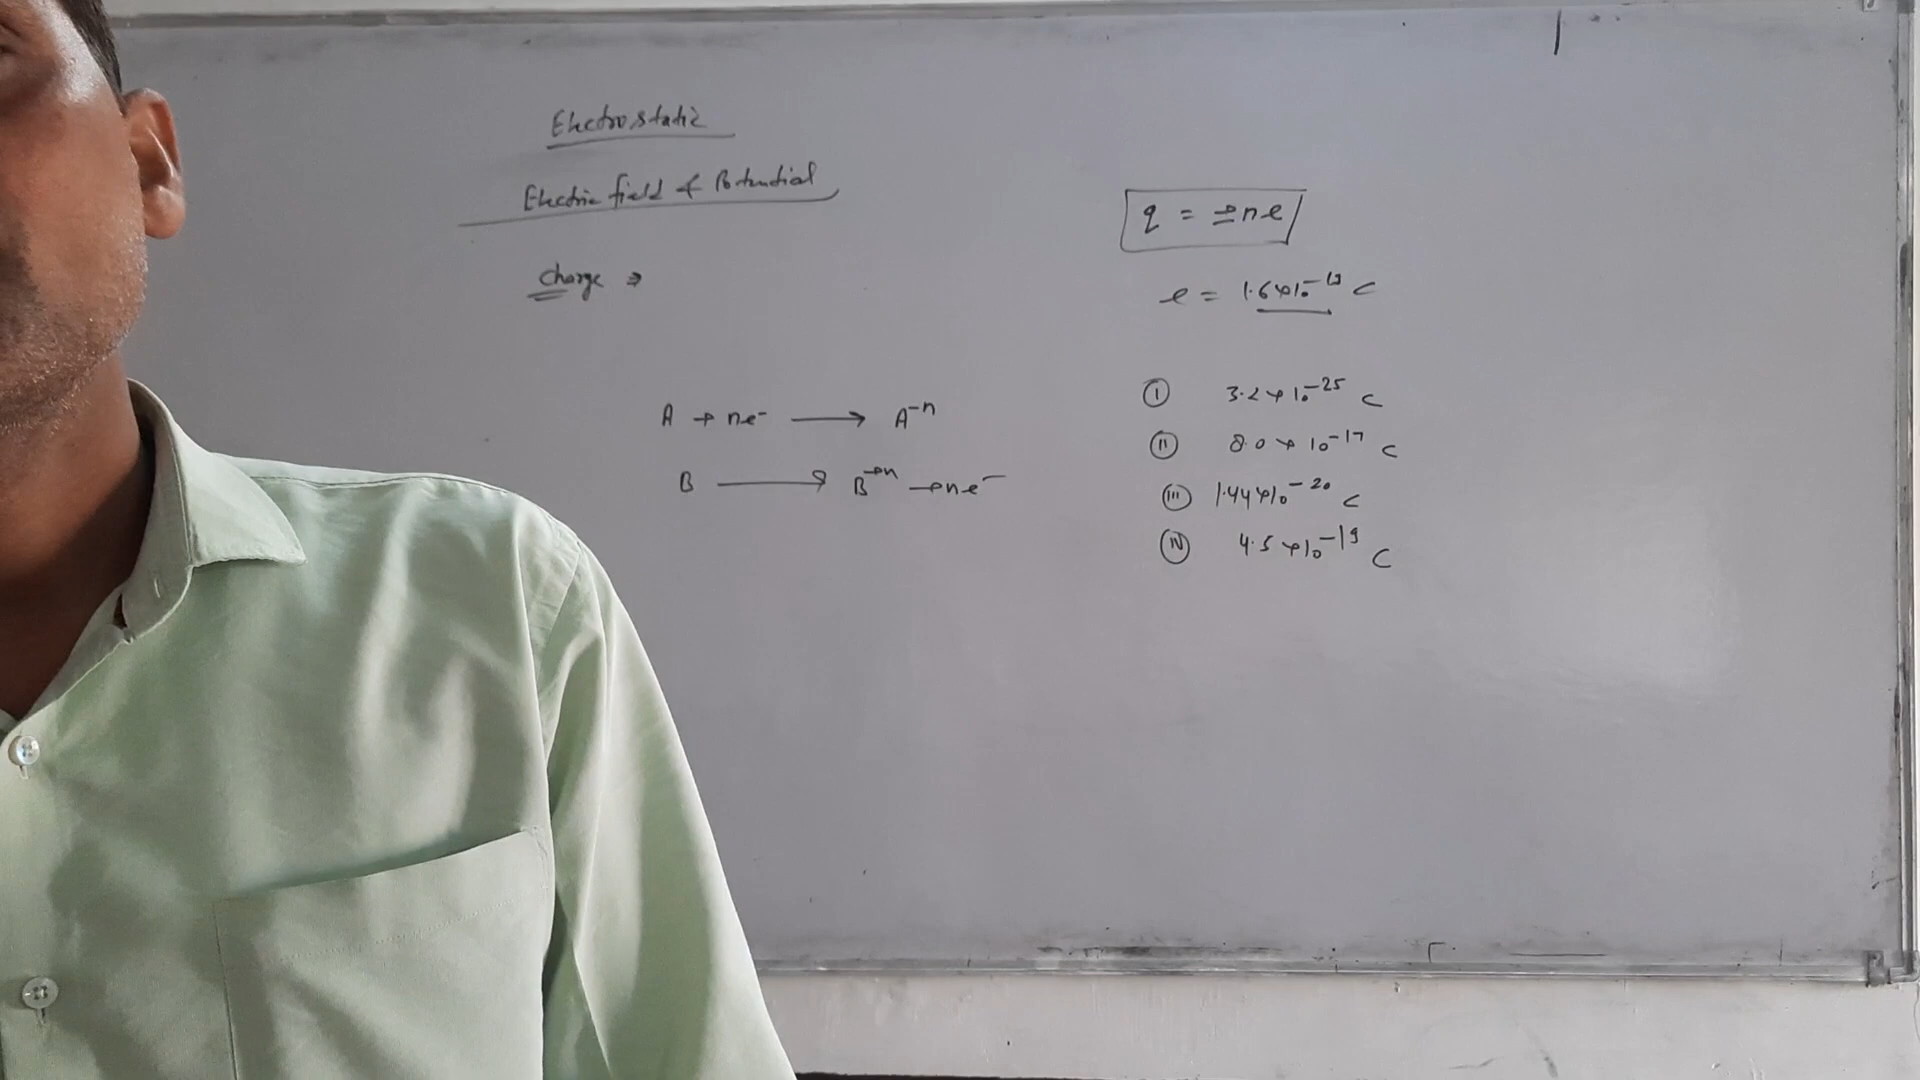 Electrostatic
Electric field & Potential
Charge ⇒
A + ne⁻ ⟶ A⁻ⁿ
B ⟶ B⁺ⁿ + ne⁻
q = ±ne
e = 1.6×10⁻¹⁹ C
(I) 3.2×10⁻²⁵ C
(II) 8.0×10⁻¹⁷ C
(III) 1.44×10⁻²⁰ C
(IV) 4.5×10⁻¹⁹ C